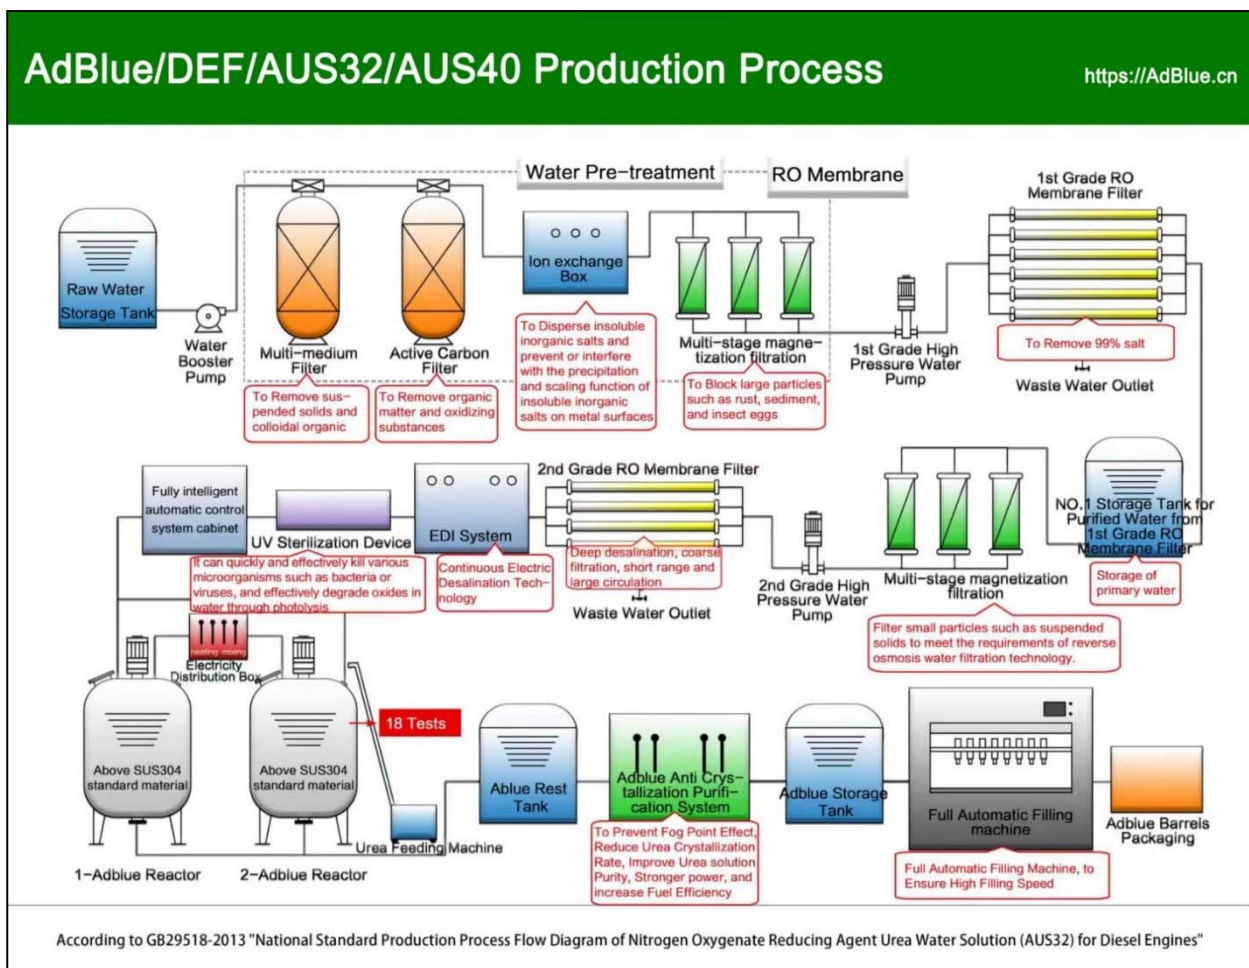 AdBlue/DEF/AUS32/AUS40 Production Process
https://AdBlue.cn
Water Pre-treatment
RO Membrane
1st Grade RO
Membrane Filter
Raw Water
Storage Tank
Water
Booster
Pump
Multi-medium
Filter
Active Carbon
Filter
Ion exchange
Box
Multi-stage magne-
tization filtration
1st Grade High
Pressure Water
Pump
To Remove 99% salt
Waste Water Outlet
To Remove sus-
pended solids and
colloidal organic
To Remove organic
matter and oxidizing
substances
To Disperse insoluble
inorganic salts and
prevent or interfere
with the precipitation
and scaling function of
insoluble inorganic
salts on metal surfaces
To Block large particles
such as rust, sediment,
and insect eggs
Fully intelligent
automatic control
system cabinet
UV Sterilization Device
It can quickly and effectively kill various
microorganisms such as bacteria or
viruses, and effectively degrade oxides in
water through photolysis
EDI System
Continuous Electric
Desalination Tech-
nology
2nd Grade RO Membrane Filter
Deep desalination, coarse
filtration, short range and
large circulation
Waste Water Outlet
2nd Grade High
Pressure Water
Pump
Multi-stage magnetization
filtration
Filter small particles such as suspended
solids to meet the requirements of reverse
osmosis water filtration technology.
NO.1 Storage Tank for
Purified Water from
1st Grade RO
Membrane Filter
Storage of
primary water
heating mixing
Electricity
Distribution Box
18 Tests
Above SUS304
standard material
Above SUS304
standard material
1-Adblue Reactor
2-Adblue Reactor
Urea Feeding Machine
Ablue Rest
Tank
Adblue Anti Crys-
tallization Purifi-
cation System
To Prevent Fog Point Effect,
Reduce Urea Crystallization
Rate, Improve Urea solution
Purity, Stronger power, and
increase Fuel Efficiency
Adblue Storage
Tank
Full Automatic Filling
machine
Full Automatic Filling Machine, to
Ensure High Filling Speed
Adblue Barrels
Packaging
According to GB29518-2013 "National Standard Production Process Flow Diagram of Nitrogen Oxygenate Reducing Agent Urea Water Solution (AUS32) for Diesel Engines"